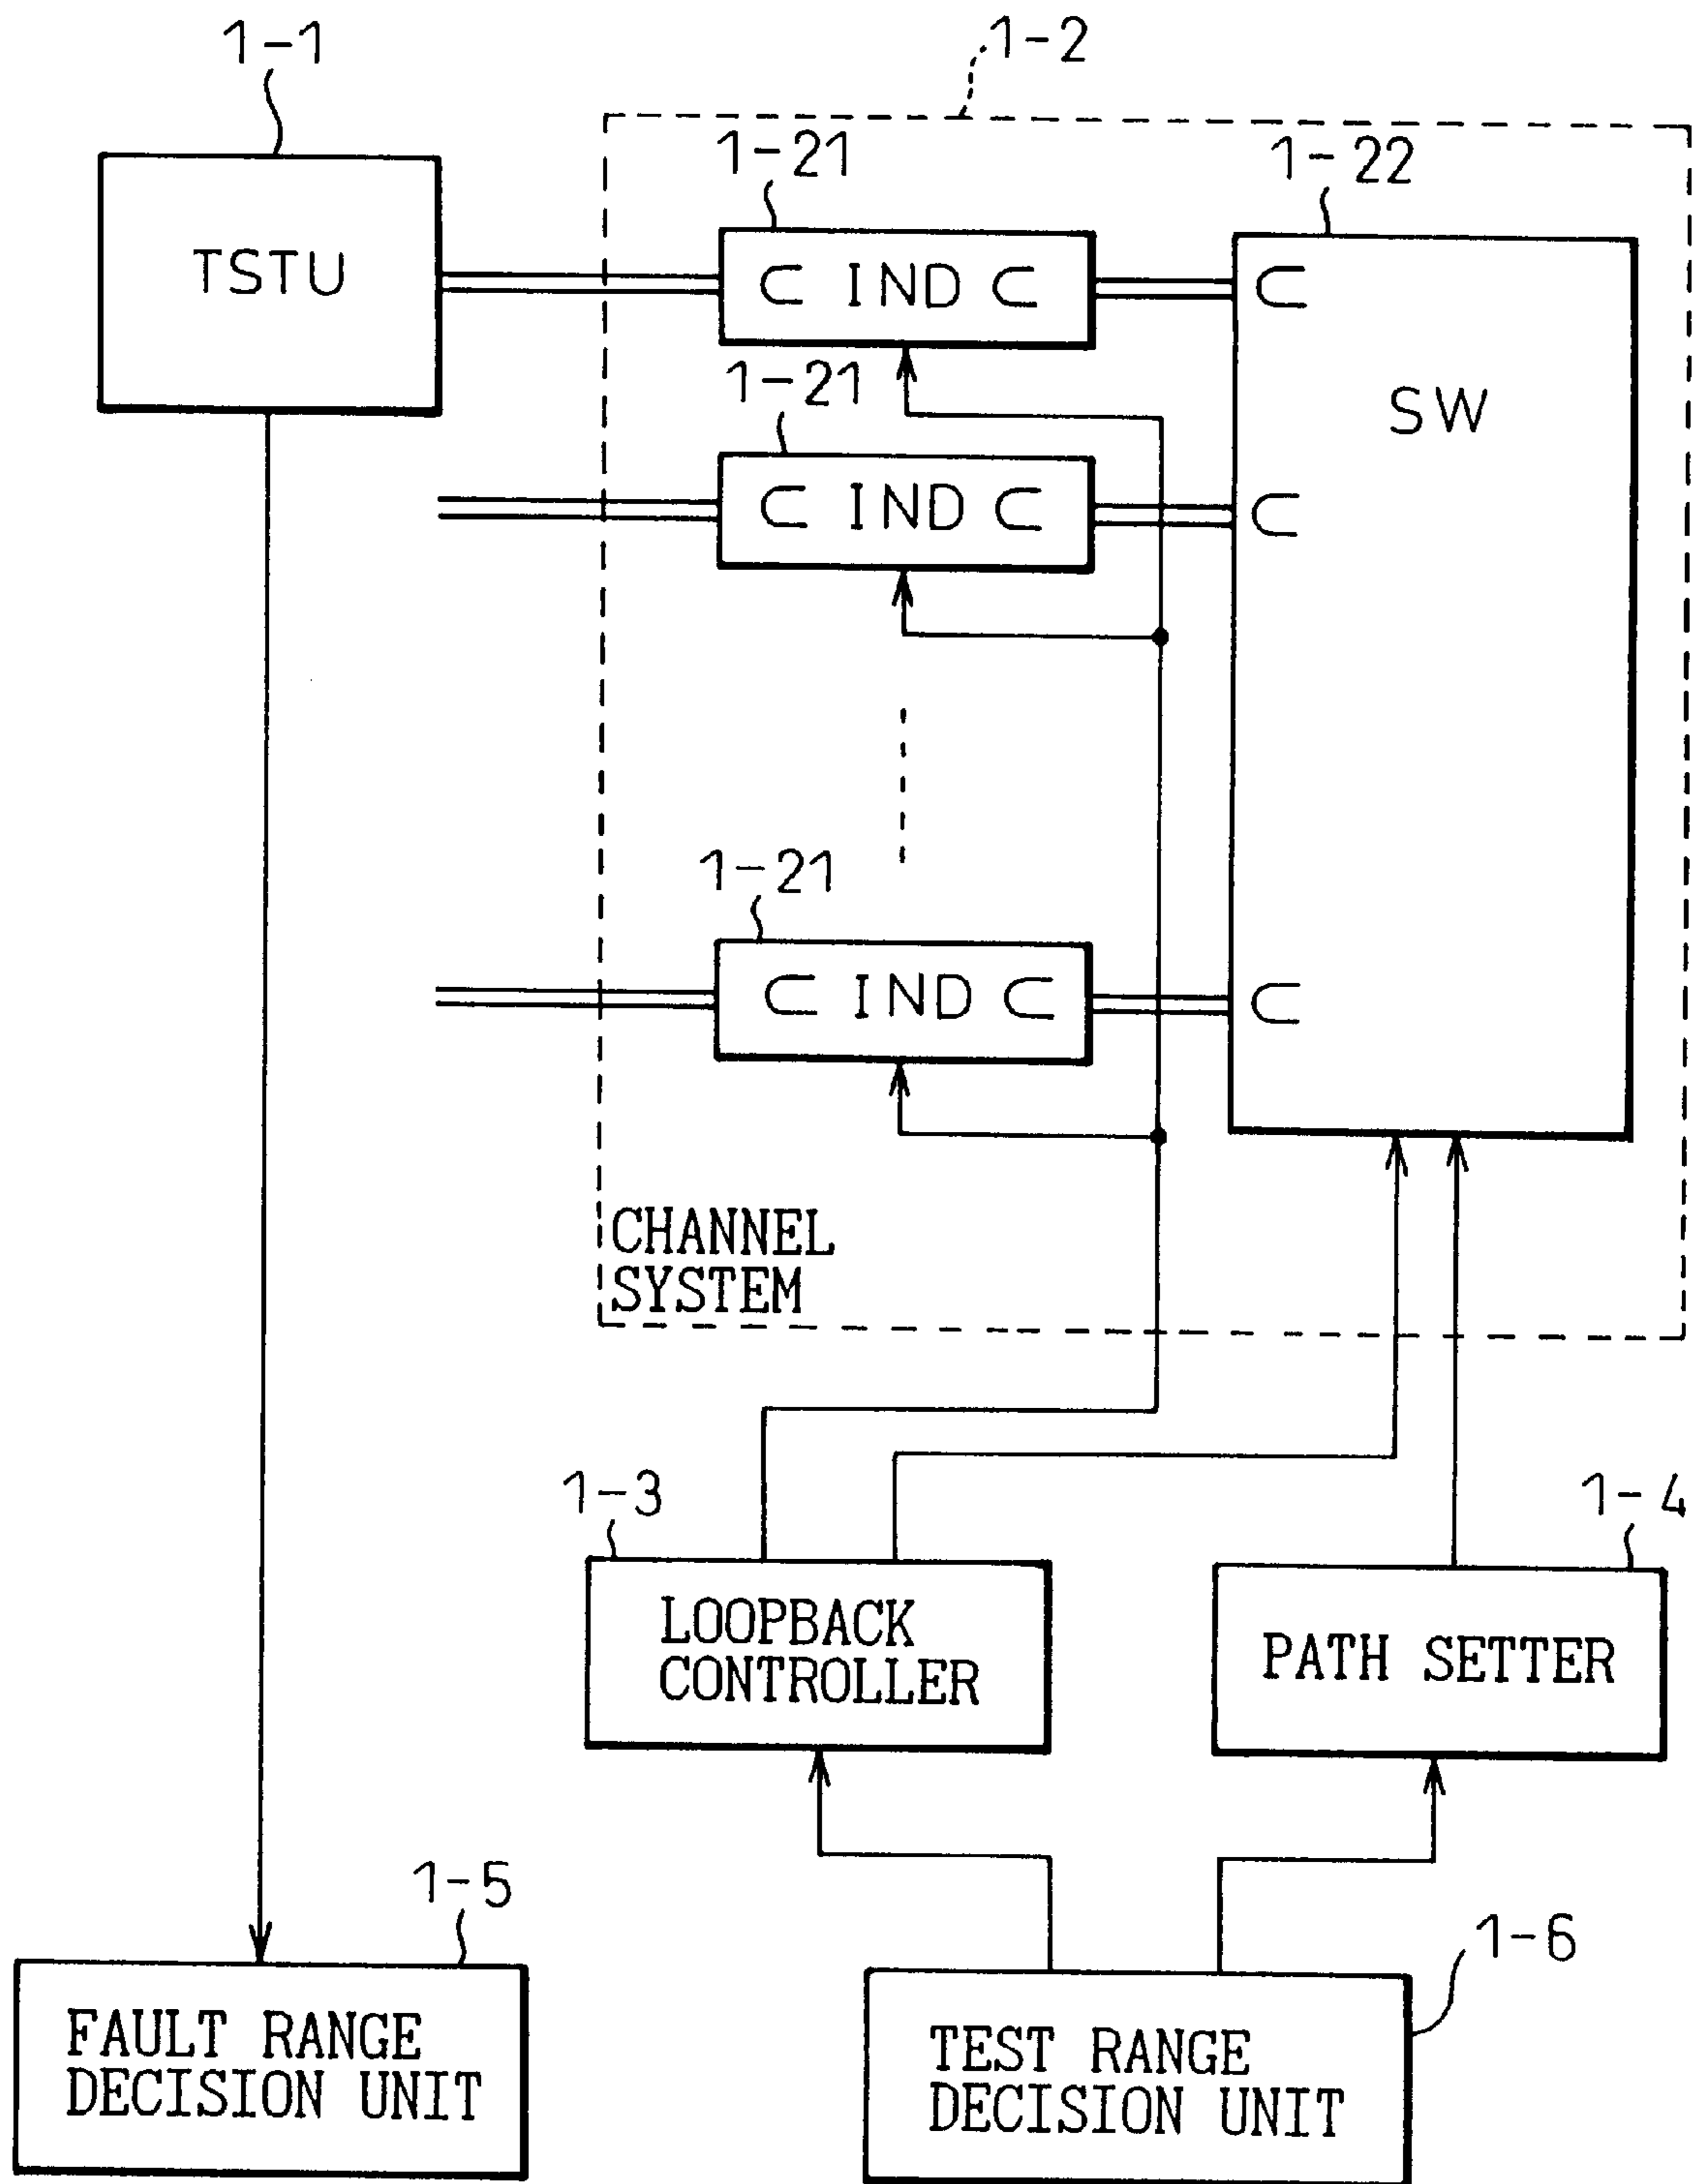 1-1
1-2
1-21
1-22
TSTU
⊂ IND ⊂
⊂
1-21
SW
⊂ IND ⊂
⊂
1-21
⊂ IND ⊂
⊂
CHANNEL
SYSTEM
1-3
1-4
LOOPBACK
CONTROLLER
PATH SETTER
1-5
1-6
FAULT RANGE
DECISION UNIT
TEST RANGE
DECISION UNIT